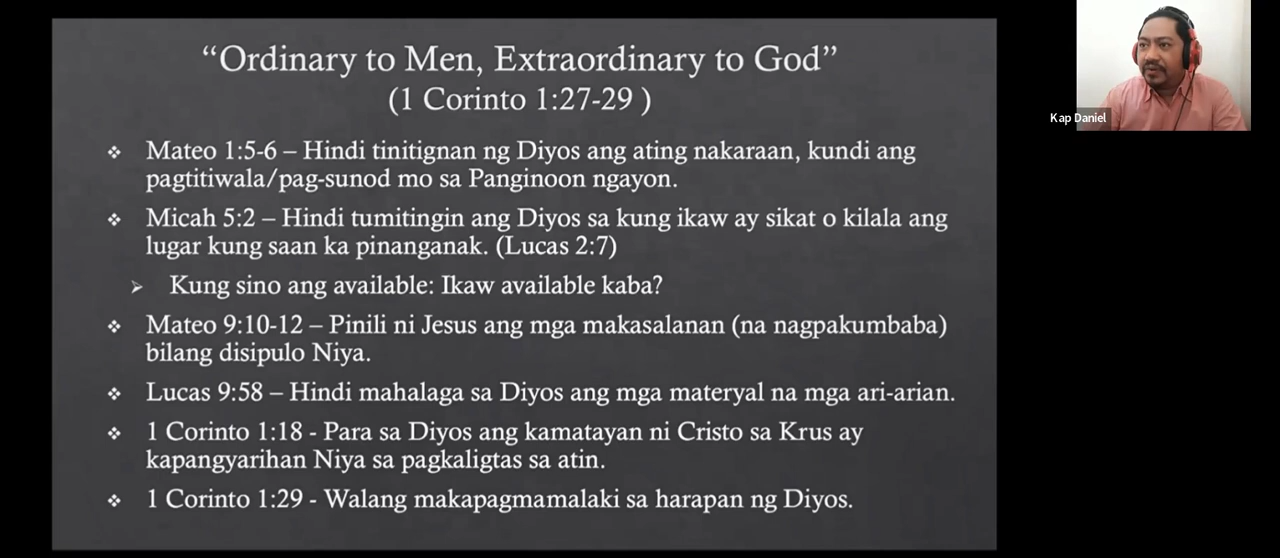 “Ordinary to Men, Extraordinary to God”
(1 Corinto 1:27-29 )
Mateo 1:5-6 – Hindi tinitignan ng Diyos ang ating nakaraan, kundi ang
pagtitiwala/pag-sunod mo sa Panginoon ngayon.
Micah 5:2 – Hindi tumitingin ang Diyos sa kung ikaw ay sikat o kilala ang
lugar kung saan ka pinanganak. (Lucas 2:7)
Kung sino ang available: Ikaw available kaba?
Mateo 9:10-12 – Pinili ni Jesus ang mga makasalanan (na nagpakumbaba)
bilang disipulo Niya.
Lucas 9:58 – Hindi mahalaga sa Diyos ang mga materyal na mga ari-arian.
1 Corinto 1:18 - Para sa Diyos ang kamatayan ni Cristo sa Krus ay
kapangyarihan Niya sa pagkaligtas sa atin.
1 Corinto 1:29 - Walang makapagmamalaki sa harapan ng Diyos.
Kap Daniel